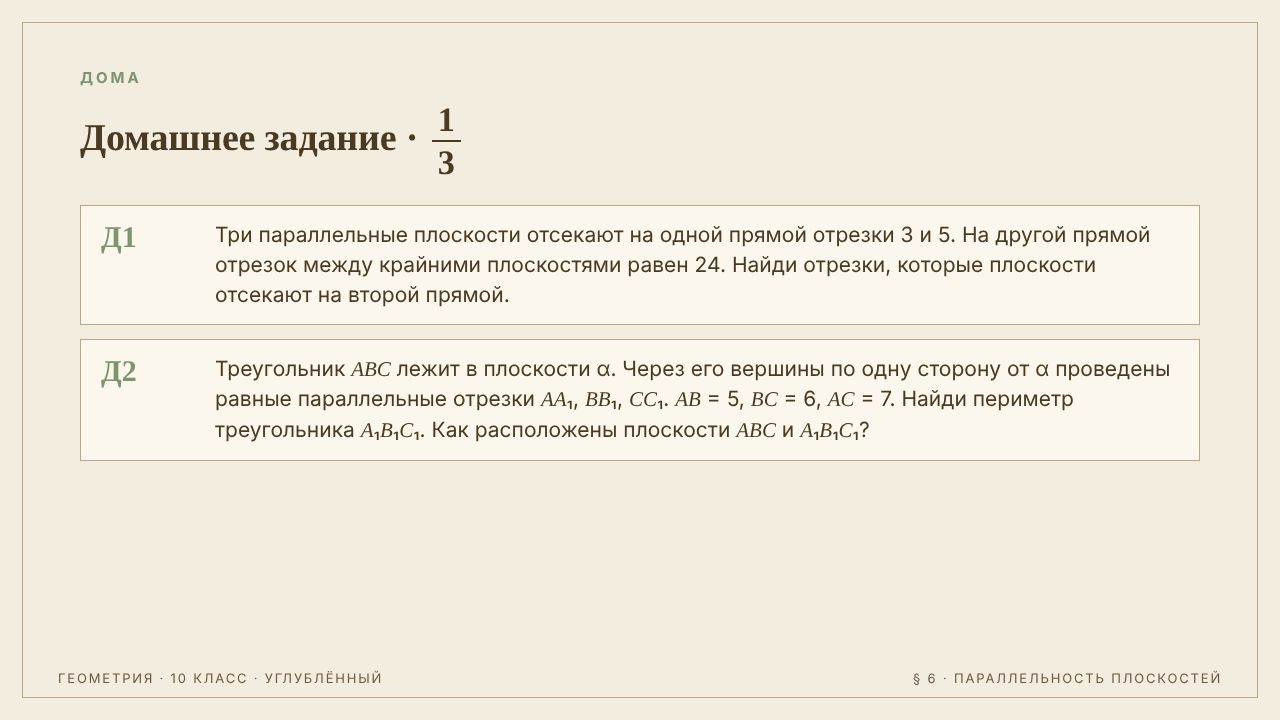 ДОМА
Домашнее задание · 1/3
Д1
Три параллельные плоскости отсекают на одной прямой отрезки 3 и 5. На другой прямой
отрезок между крайними плоскостями равен 24. Найди отрезки, которые плоскости
отсекают на второй прямой.
Д2
Треугольник ABC лежит в плоскости α. Через его вершины по одну сторону от α проведены
равные параллельные отрезки AA₁, BB₁, CC₁. AB = 5, BC = 6, AC = 7. Найди периметр
треугольника A₁B₁C₁. Как расположены плоскости ABC и A₁B₁C₁?
ГЕОМЕТРИЯ · 10 КЛАСС · УГЛУБЛЁННЫЙ
§ 6 · ПАРАЛЛЕЛЬНОСТЬ ПЛОСКОСТЕЙ